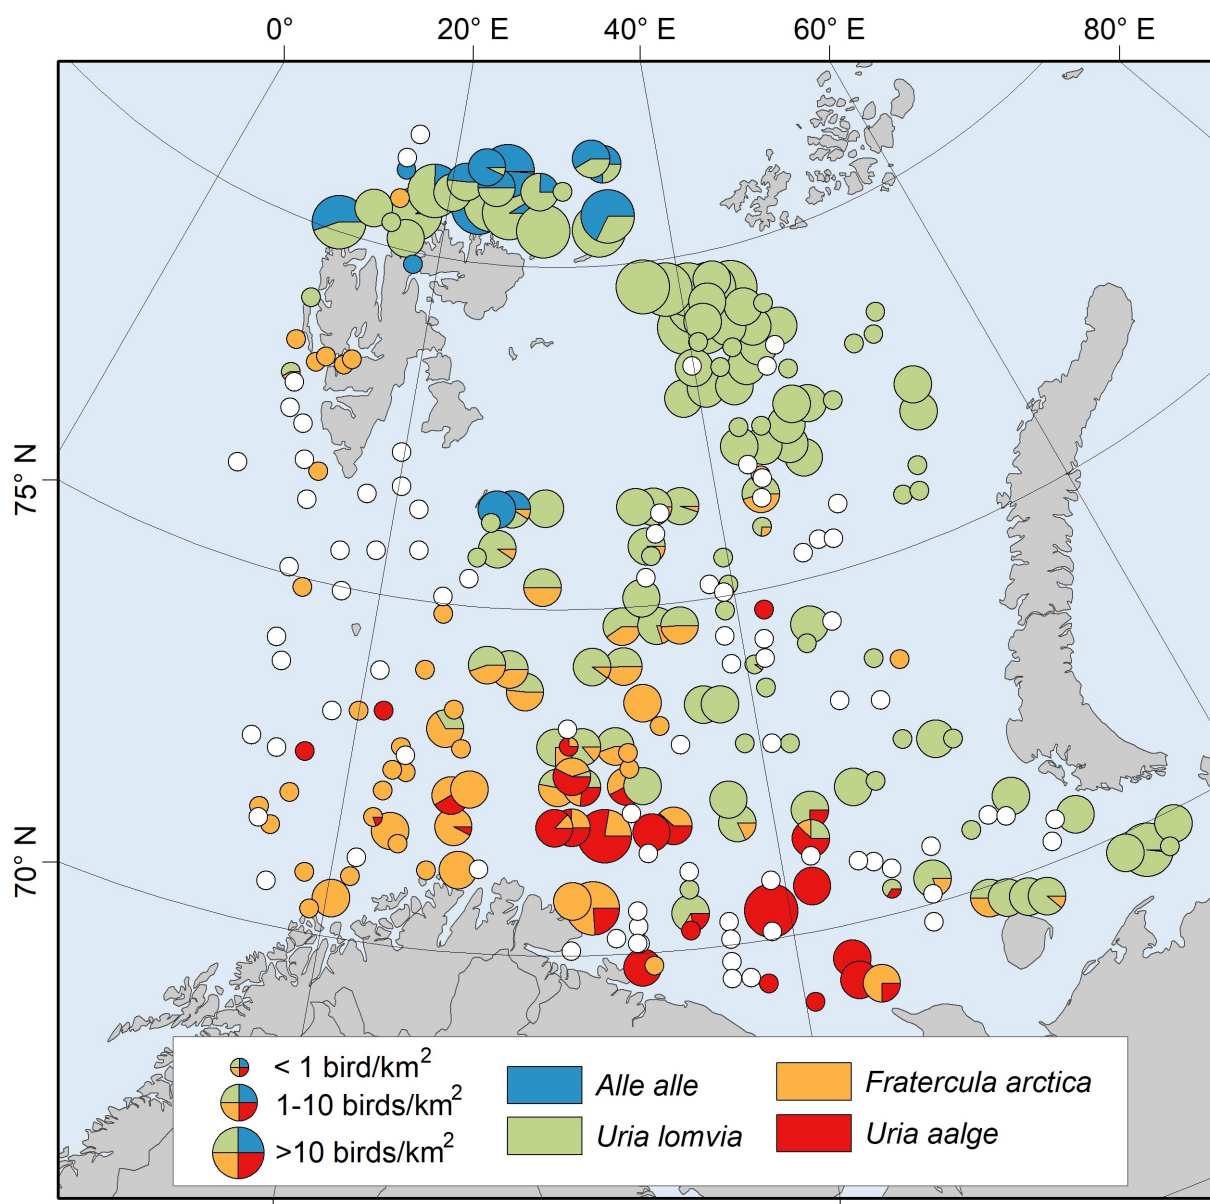 0° 20° E 40° E 60° E 80° E
75° N
70° N
< 1 bird/km²
1-10 birds/km²
>10 birds/km²
Alle alle
Uria lomvia
Fratercula arctica
Uria aalge